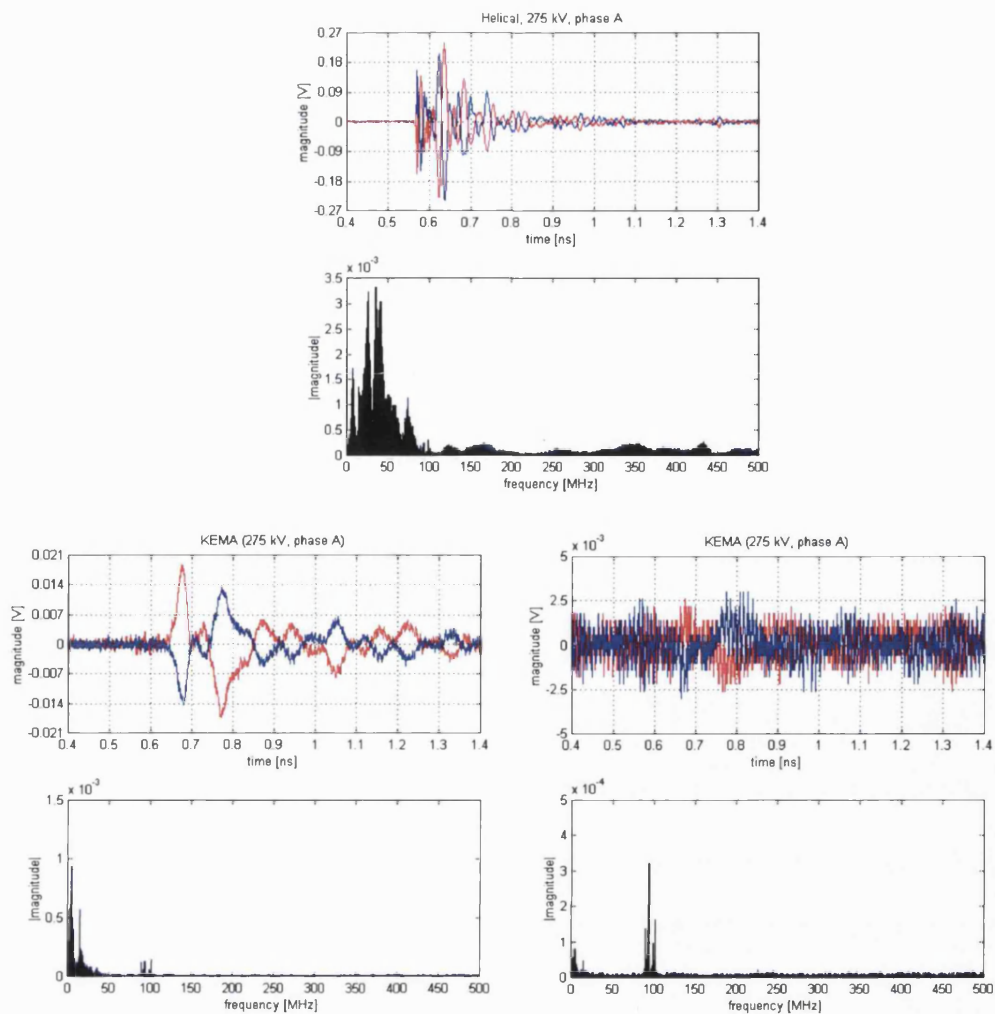 Helical, 275 kV, phase A
0.27
0.18
0.09
0
-0.09
-0.18
-0.27
magnitude [V]
0.4 0.5 0.6 0.7 0.8 0.9 1 1.1 1.2 1.3 1.4
time [ns]
x 10^-3
3.5
3
2.5
2
1.5
1
0.5
0
|magnitude|
0 50 100 150 200 250 300 350 400 450 500
frequency [MHz]
KEMA (275 kV, phase A)
0.021
0.014
0.007
0
-0.007
-0.014
-0.021
magnitude [V]
0.4 0.5 0.6 0.7 0.8 0.9 1 1.1 1.2 1.3 1.4
time [ns]
KEMA (275 kV, phase A)
x 10^-3
5
2.5
0
-2.5
-5
magnitude [V]
0.4 0.5 0.6 0.7 0.8 0.9 1 1.1 1.2 1.3 1.4
time [ns]
x 10^-3
1.5
1
0.5
0
|magnitude|
0 50 100 150 200 250 300 350 400 450 500
frequency [MHz]
x 10^-4
5
4
3
2
1
0
|magnitude|
0 50 100 150 200 250 300 350 400 450 500
frequency [MHz]